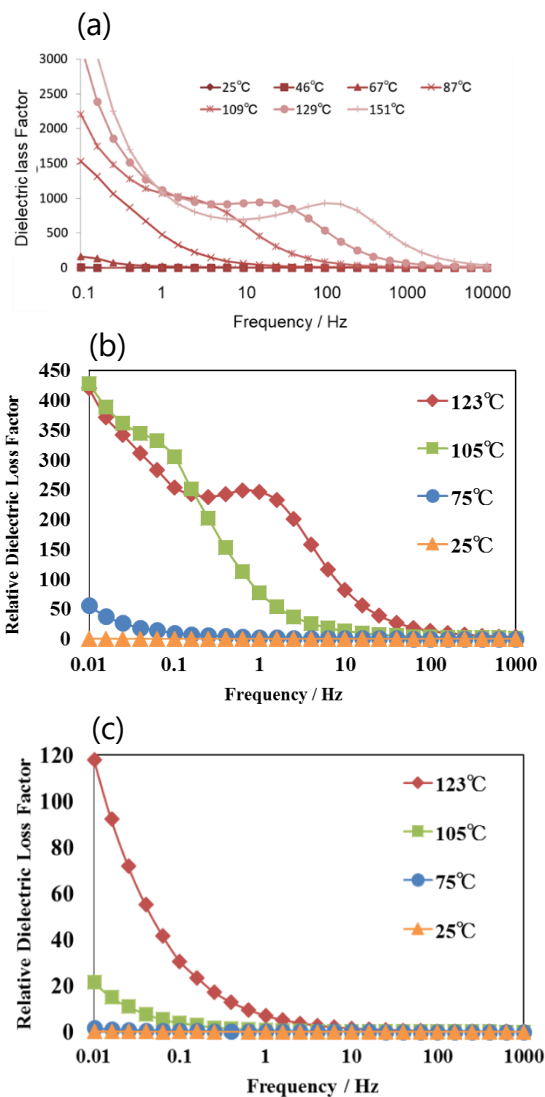 (a)
3000
2500
2000
1500
1000
500
0
Dielectric lass Factor
25℃ 46℃ 67℃ 87℃
109℃ 129℃ 151℃
0.1 1 10 100 1000 10000
Frequency / Hz
(b)
450
400
350
300
250
200
150
100
50
0
Relative Dielectric Loss Factor
123℃
105℃
75℃
25℃
0.01 0.1 1 10 100 1000
Frequency / Hz
(c)
120
100
80
60
40
20
0
Relative Dielectric Loss Factor
123℃
105℃
75℃
25℃
0.01 0.1 1 10 100 1000
Frequency / Hz